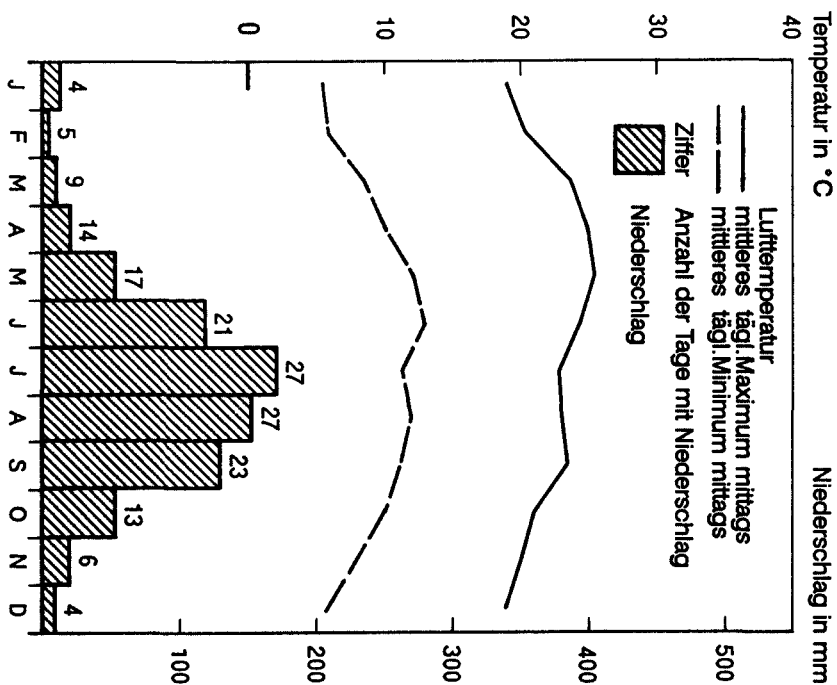 Temperatur in °C
Niederschlag in mm
40
30
20
10
0
500
400
300
200
100
Lufttemperatur
mittleres tägl.Maximum mittags
mittleres tägl.Minimum mittags
Ziffer Anzahl der Tage mit Niederschlag
Niederschlag
4 5 9 14 17 21 27 27 23 13 6 4
J F M A M J J A S O N D